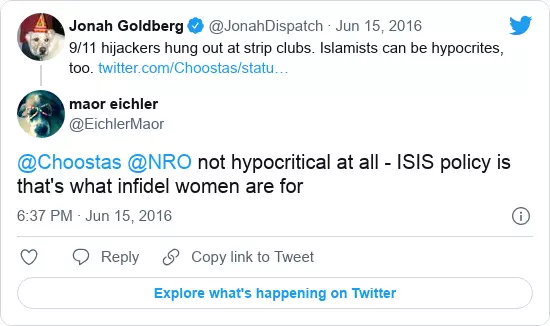 Jonah Goldberg @JonahDispatch · Jun 15, 2016
9/11 hijackers hung out at strip clubs. Islamists can be hypocrites,
too. twitter.com/Choostas/statu…
maor eichler
@EichlerMaor
@Choostas @NRO not hypocritical at all - ISIS policy is
that's what infidel women are for
6:37 PM · Jun 15, 2016
Reply Copy link to Tweet
Explore what's happening on Twitter